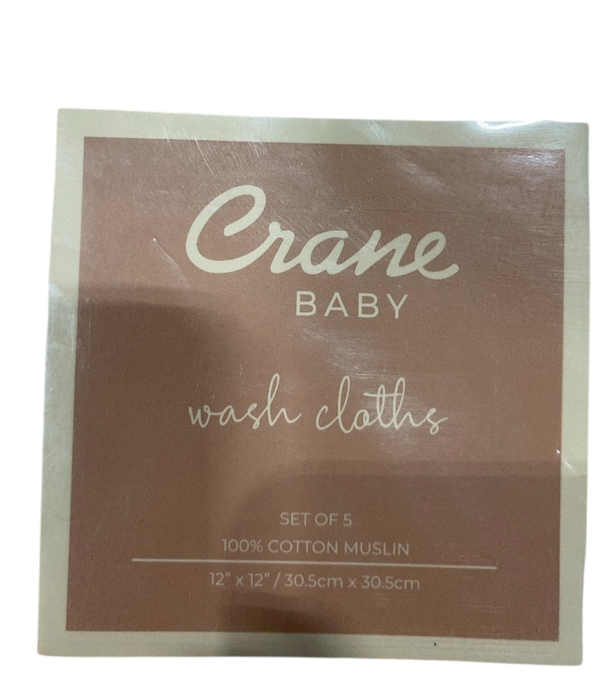 Crane
BABY
wash cloths
SET OF 5
100% COTTON MUSLIN
12" x 12" / 30.5cm x 30.5cm